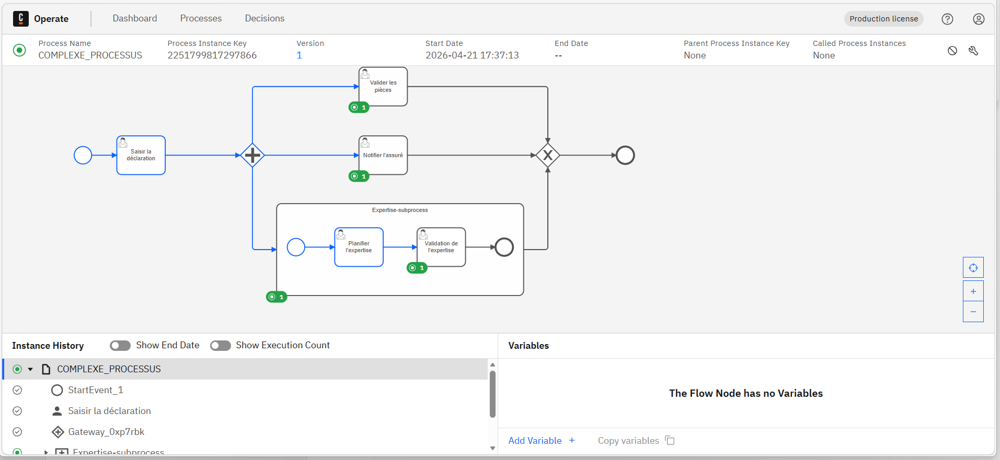 C Operate Dashboard Processes Decisions Production license
Process Name Process Instance Key Version Start Date End Date Parent Process Instance Key Called Process Instances
COMPLEXE_PROCESSUS 2251799817297866 1 2026-04-21 17:37:13 -- None None
Valider les
pièces
1
Saisir la
déclaration
Notifier l'assuré
X
1
Expertise-subprocess
Planifier
l'expertise
Validation de
l'expertise
1
1
Instance History Show End Date Show Execution Count
COMPLEXE_PROCESSUS
StartEvent_1
Saisir la déclaration
Gateway_0xp7rbk
Expertise-subprocess
Variables
The Flow Node has no Variables
Add Variable + Copy variables